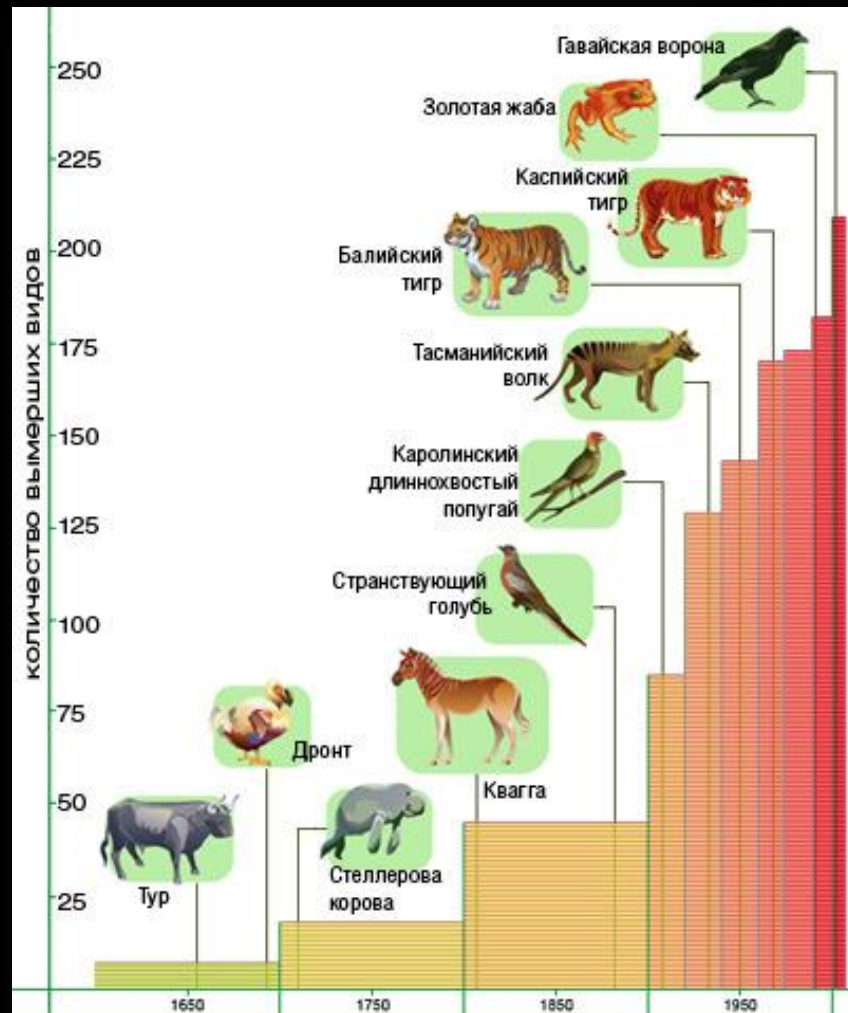 количество вымерших видов
250
225
200
175
150
125
100
75
50
25
Гавайская ворона
Золотая жаба
Каспийский
тигр
Балийский
тигр
Тасманийский
волк
Каролинский
длиннохвостый
попугай
Странствующий
голубь
Дронт
Квагга
Тур
Стеллерова
корова
1650
1750
1850
1950